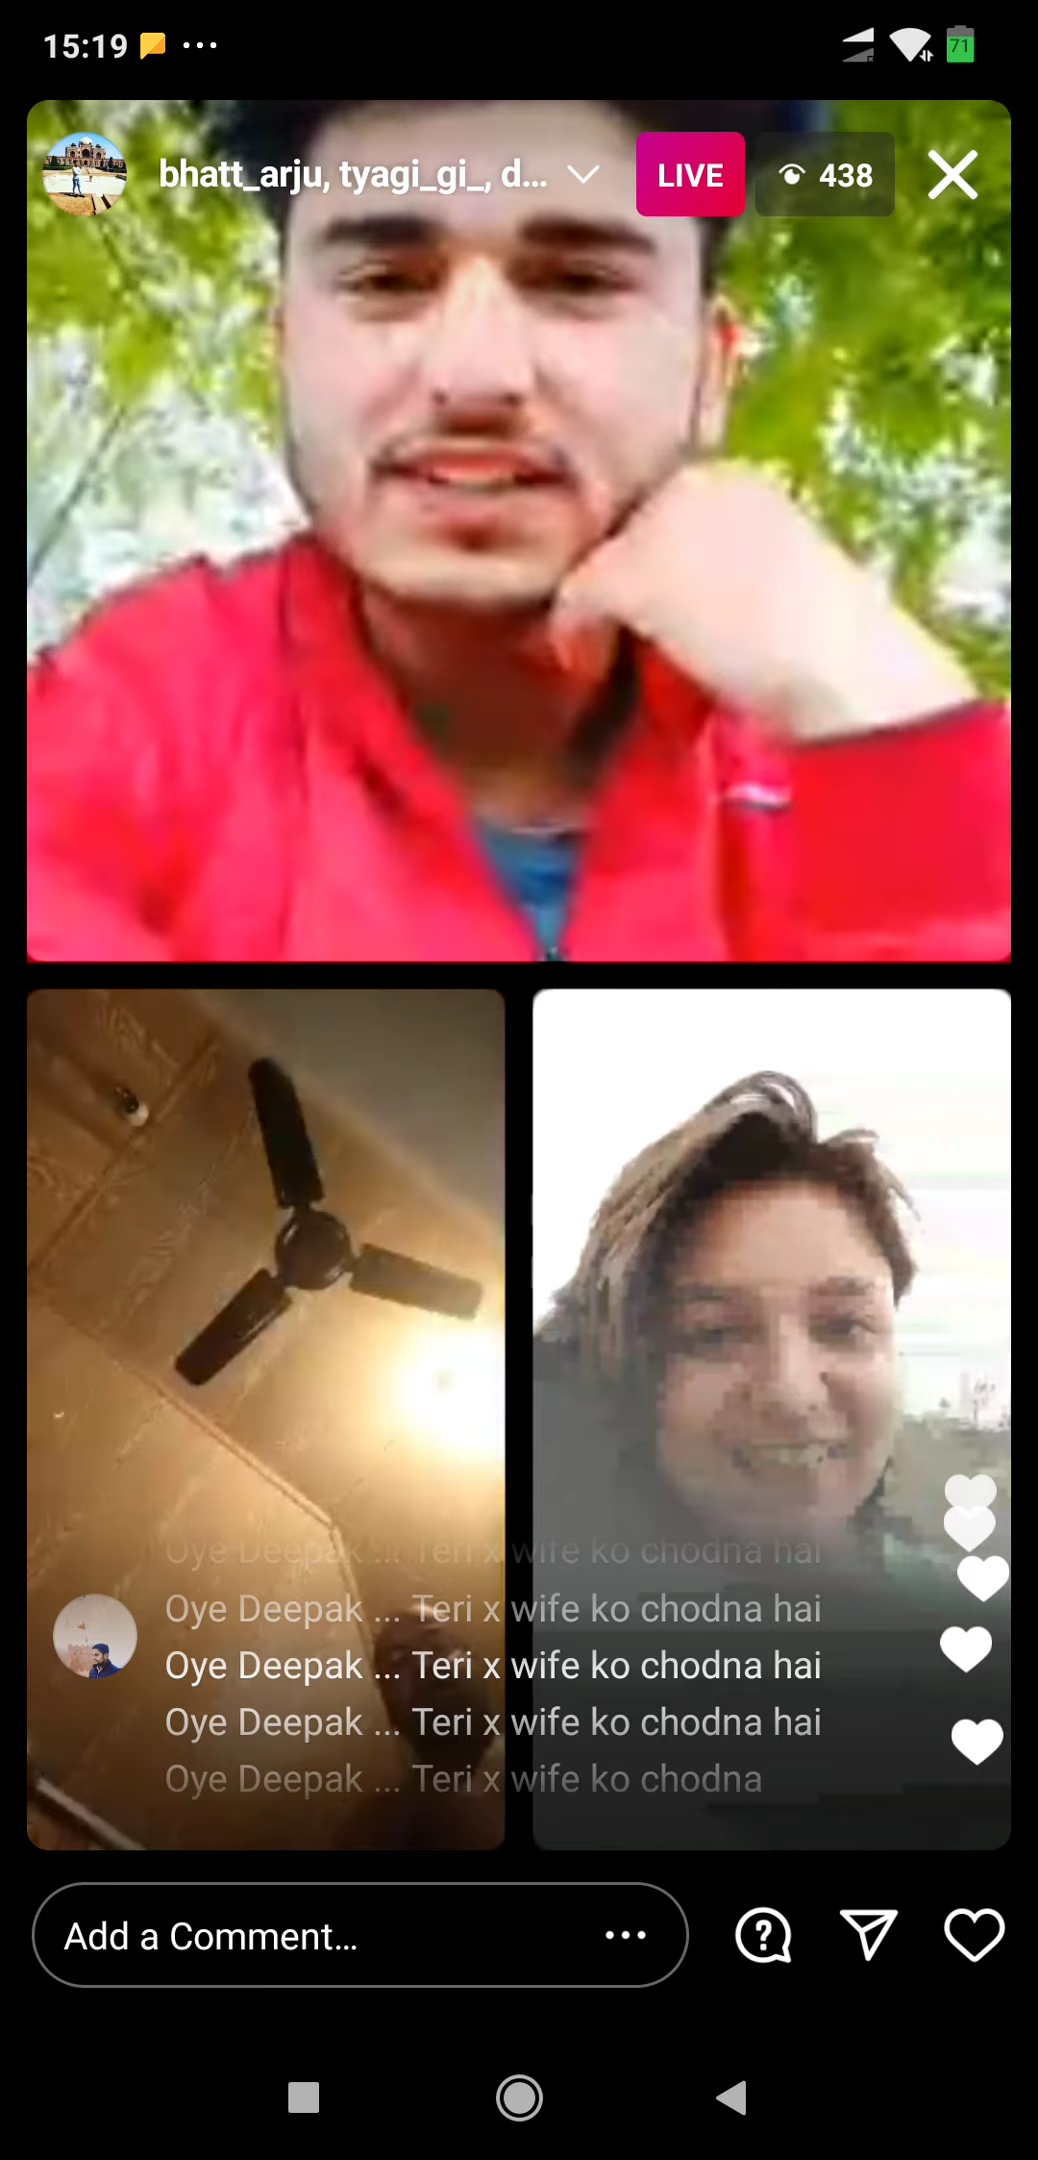 15:19
71
bhatt_arju, tyagi_gi_, d...
LIVE
438
Oye Deepak ... Teri x wife ko chodna hai
Oye Deepak ... Teri x wife ko chodna hai
Oye Deepak ... Teri x wife ko chodna hai
Oye Deepak ... Teri x wife ko chodna hai
Oye Deepak ... Teri x wife ko chodna
Add a Comment...